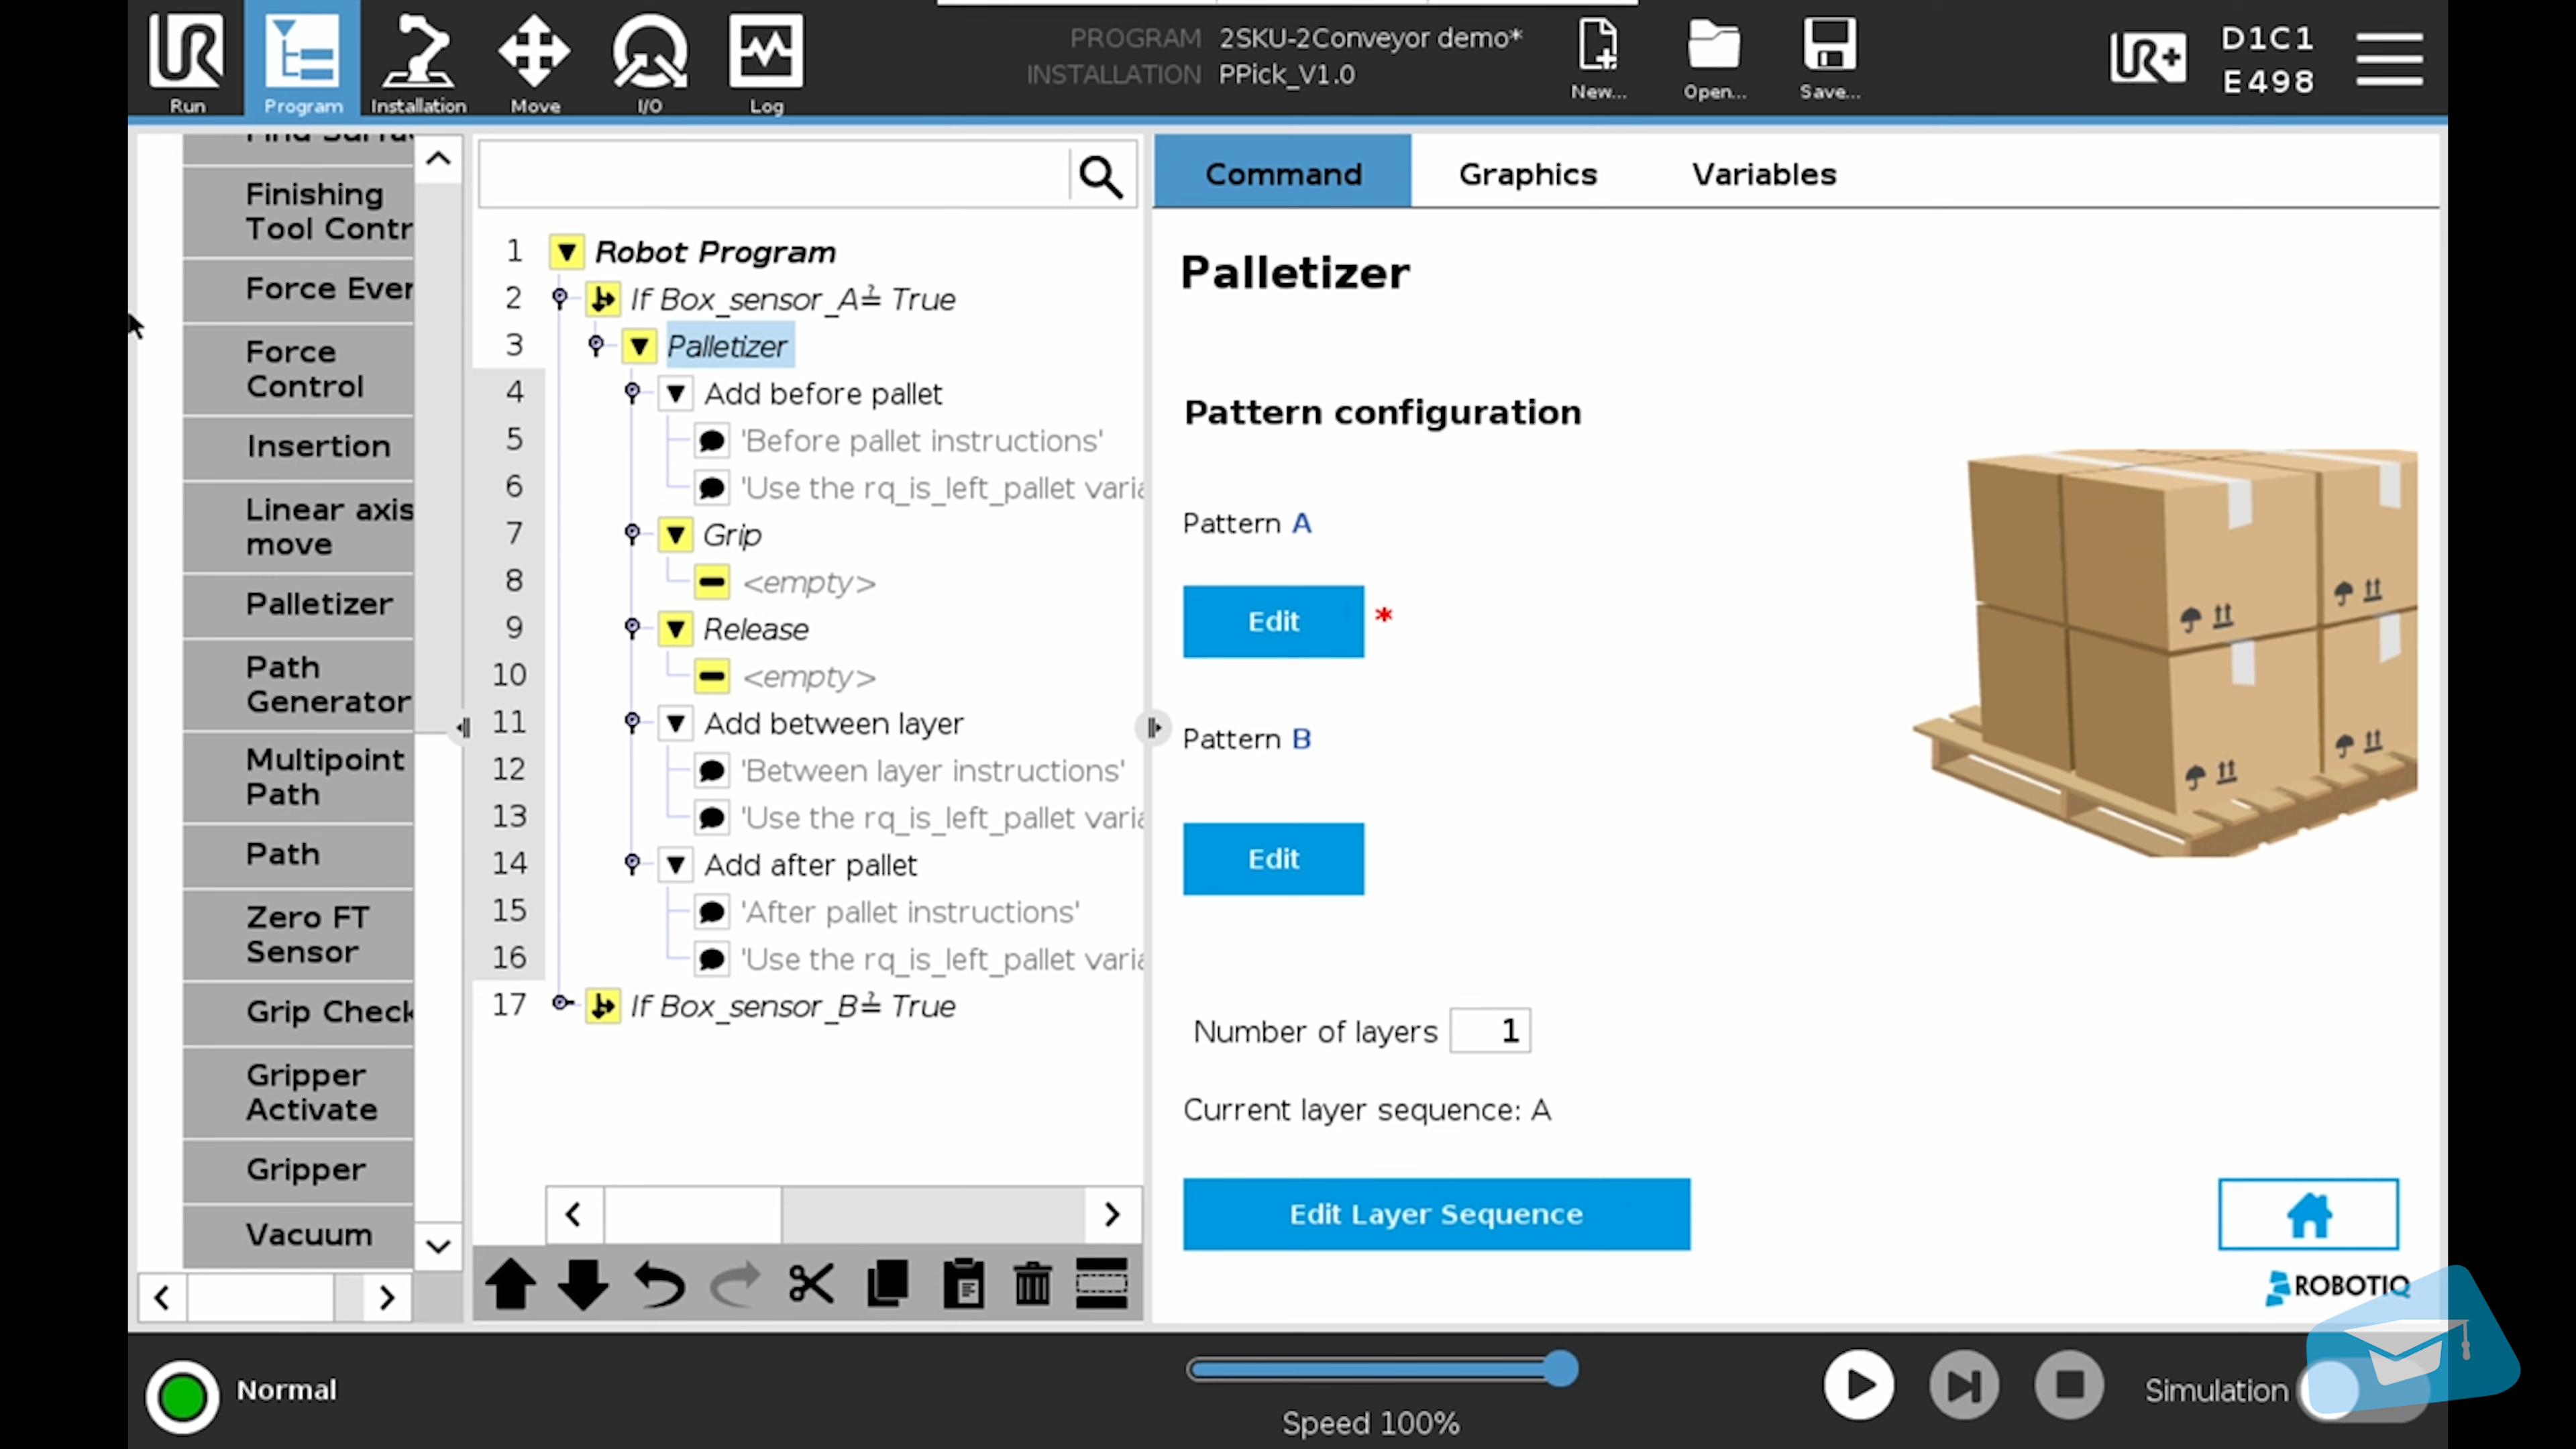 PROGRAM 2SKU-2Conveyor demo*
INSTALLATION PPick_V1.0
Run
Program
Installation
Move
I/O
Log
New...
Open...
Save...
UR+
D1C1
E498
Finishing
Tool Contr
Force Ever
Force
Control
Insertion
Linear axis
move
Palletizer
Path
Generator
Multipoint
Path
Path
Zero FT
Sensor
Grip Check
Gripper
Activate
Gripper
Vacuum
1 Robot Program
2 If Box_sensor_A≟ True
3 Palletizer
4 Add before pallet
5 'Before pallet instructions'
6 'Use the rq_is_left_pallet varia
7 Grip
8 <empty>
9 Release
10 <empty>
11 Add between layer
12 'Between layer instructions'
13 'Use the rq_is_left_pallet varia
14 Add after pallet
15 'After pallet instructions'
16 'Use the rq_is_left_pallet varia
17 If Box_sensor_B≟ True
Command Graphics Variables
Palletizer
Pattern configuration
Pattern A
Edit *
Pattern B
Edit
Number of layers 1
Current layer sequence: A
Edit Layer Sequence
ROBOTIQ
Normal
Speed 100%
Simulation